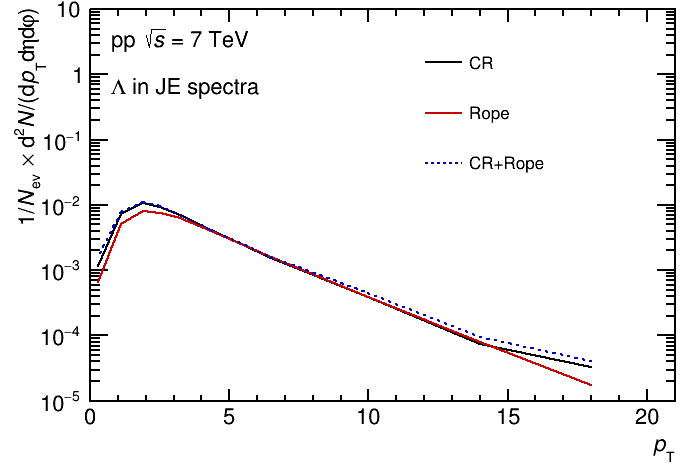 1/N_ev × d²N/(dp_T dηdφ)
10
1
10⁻¹
10⁻²
10⁻³
10⁻⁴
10⁻⁵
pp √s = 7 TeV
Λ in JE spectra
CR
Rope
CR+Rope
0 5 10 15 20
p_T